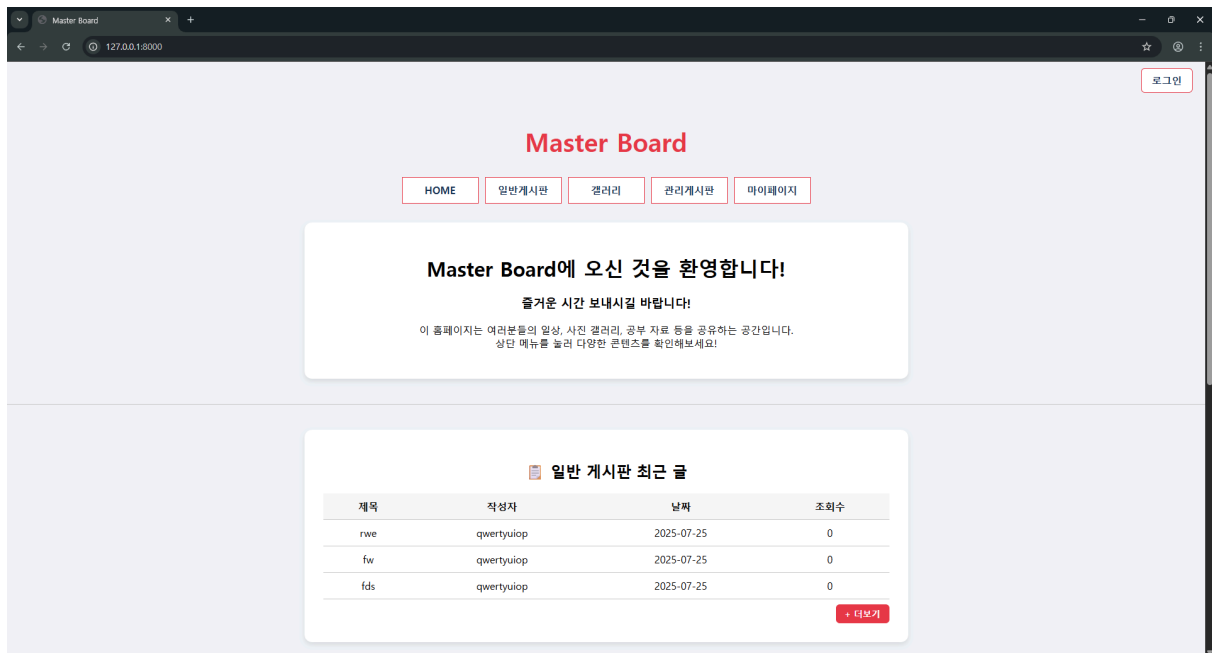 Master Board
127.0.0.1:8000
로그인
Master Board
HOME 일반게시판 갤러리 관리게시판 마이페이지
Master Board에 오신 것을 환영합니다!
즐거운 시간 보내시길 바랍니다!
이 홈페이지는 여러분들의 일상, 사진 갤러리, 공부 자료 등을 공유하는 공간입니다.
상단 메뉴를 눌러 다양한 콘텐츠를 확인해보세요!
일반 게시판 최근 글
제목 작성자 날짜 조회수
rwe qwertyuiop 2025-07-25 0
fw qwertyuiop 2025-07-25 0
fds qwertyuiop 2025-07-25 0
+ 더보기